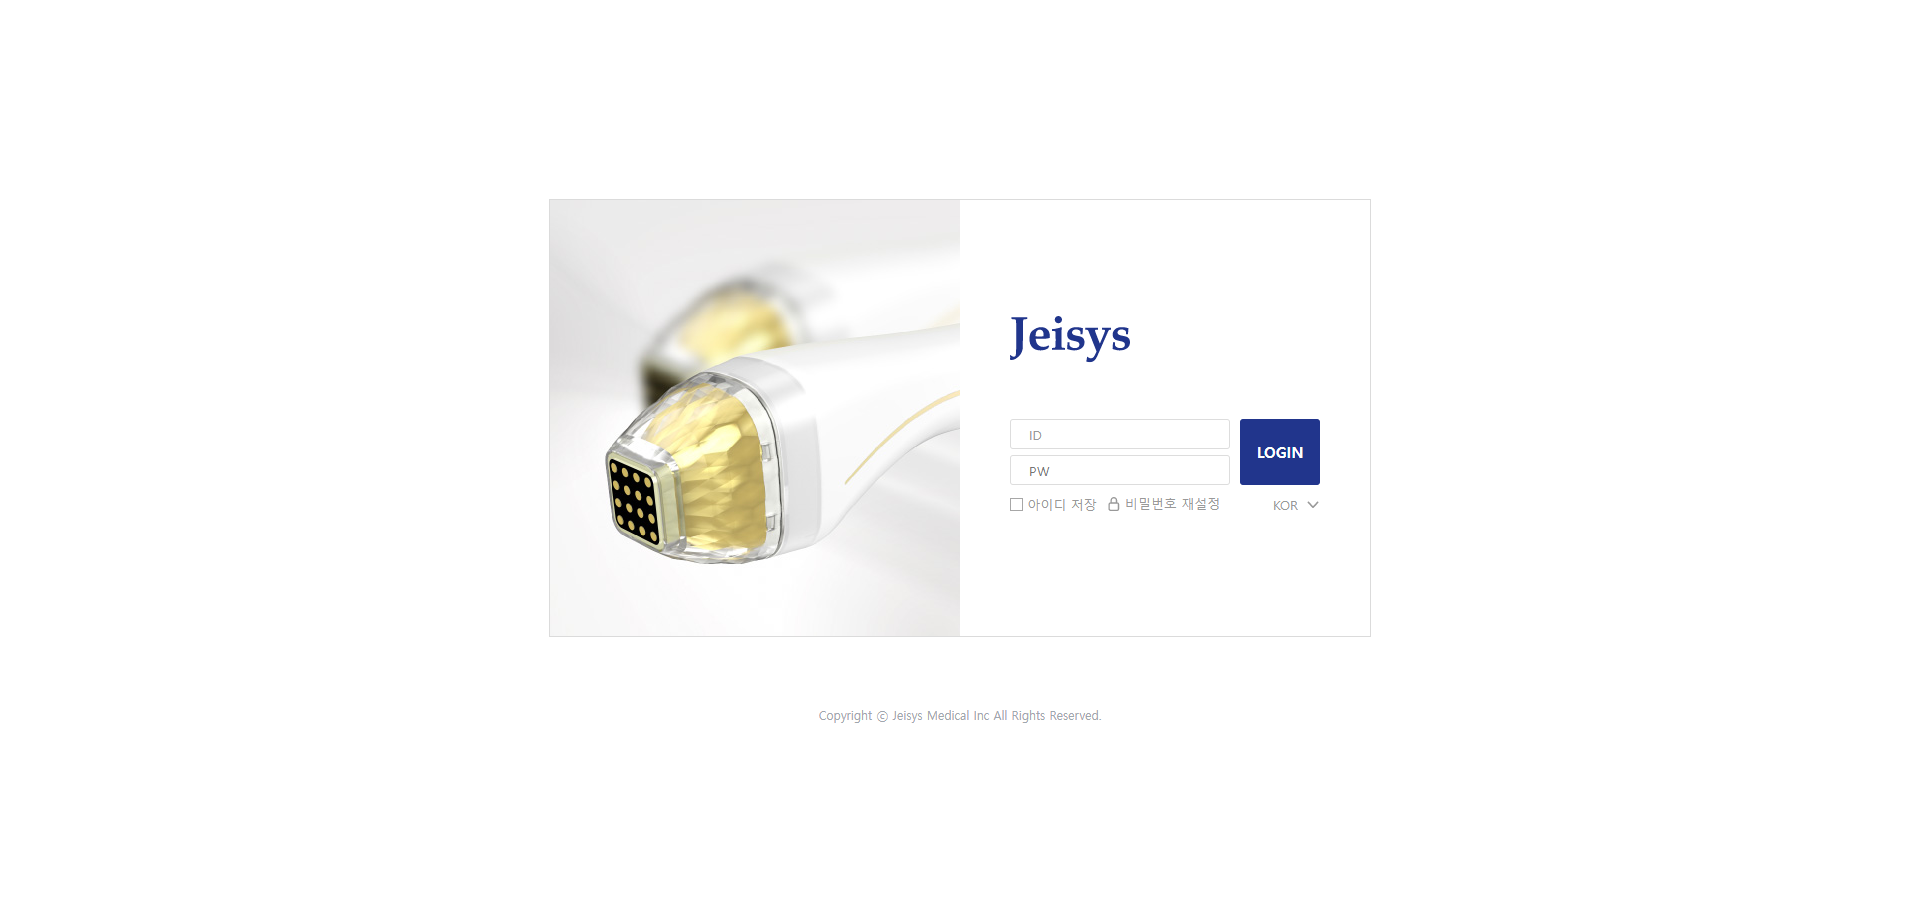 Jeisys
ID
LOGIN
PW
아이디 저장
비밀번호 재설정
KOR
Copyright ⓒ Jeisys Medical Inc All Rights Reserved.